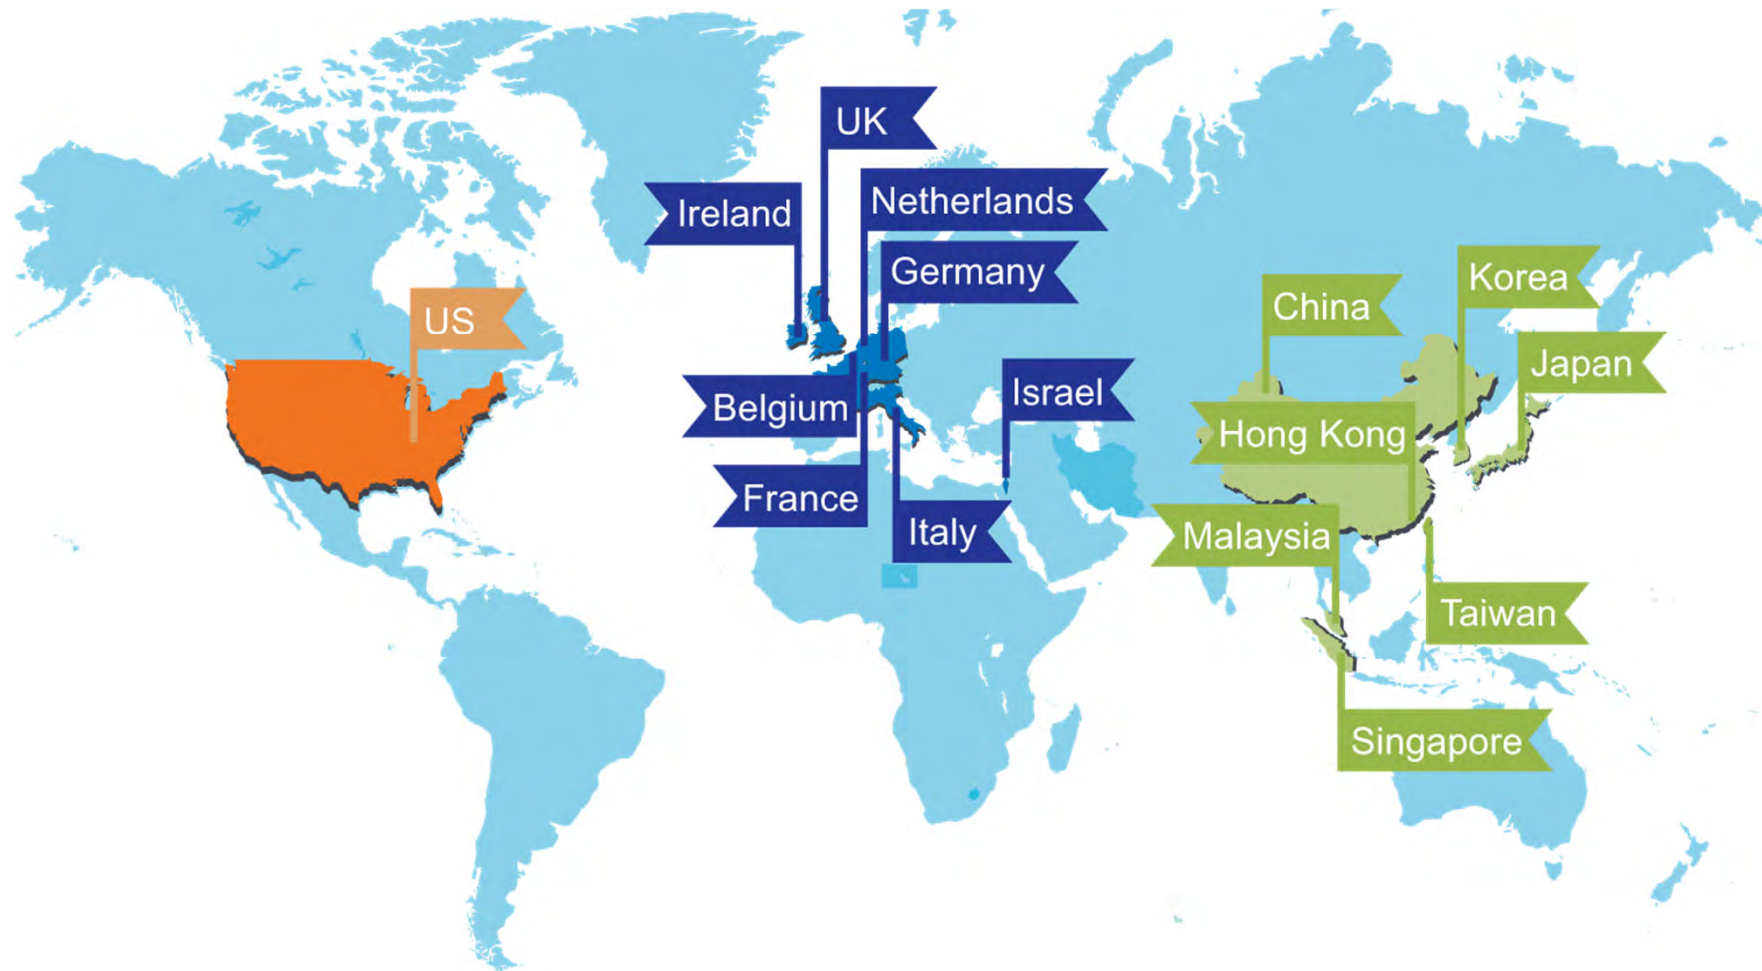 UK
Ireland
Netherlands
Germany
US
China
Korea
Japan
Belgium
Israel
Hong Kong
France
Italy
Malaysia
Taiwan
Singapore